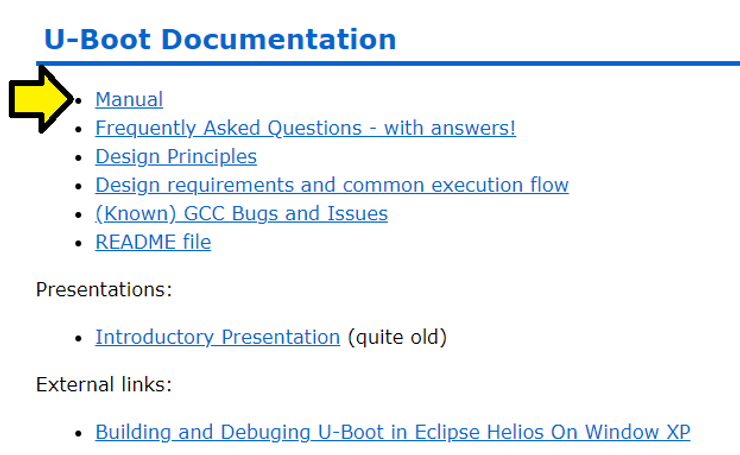 U-Boot Documentation
Manual
Frequently Asked Questions - with answers!
Design Principles
Design requirements and common execution flow
(Known) GCC Bugs and Issues
README file
Presentations:
Introductory Presentation (quite old)
External links:
Building and Debuging U-Boot in Eclipse Helios On Window XP